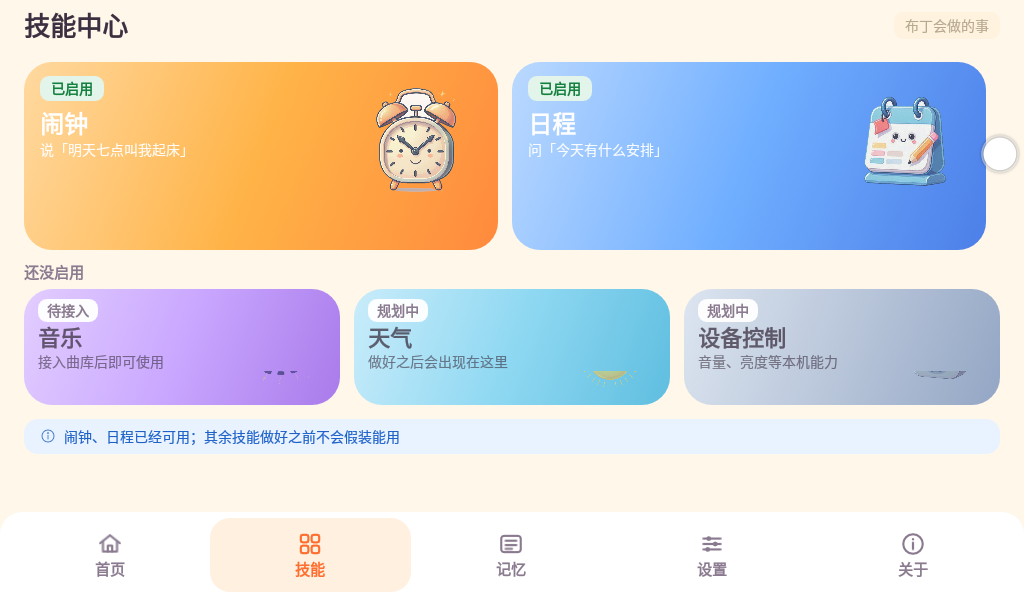 技能中心
布丁会做的事
已启用
闹钟
说「明天七点叫我起床」
已启用
日程
问「今天有什么安排」
还没启用
待接入
音乐
接入曲库后即可使用
规划中
天气
做好之后会出现在这里
规划中
设备控制
音量、亮度等本机能力
闹钟、日程已经可用；其余技能做好之前不会假装能用
首页
技能
记忆
设置
关于